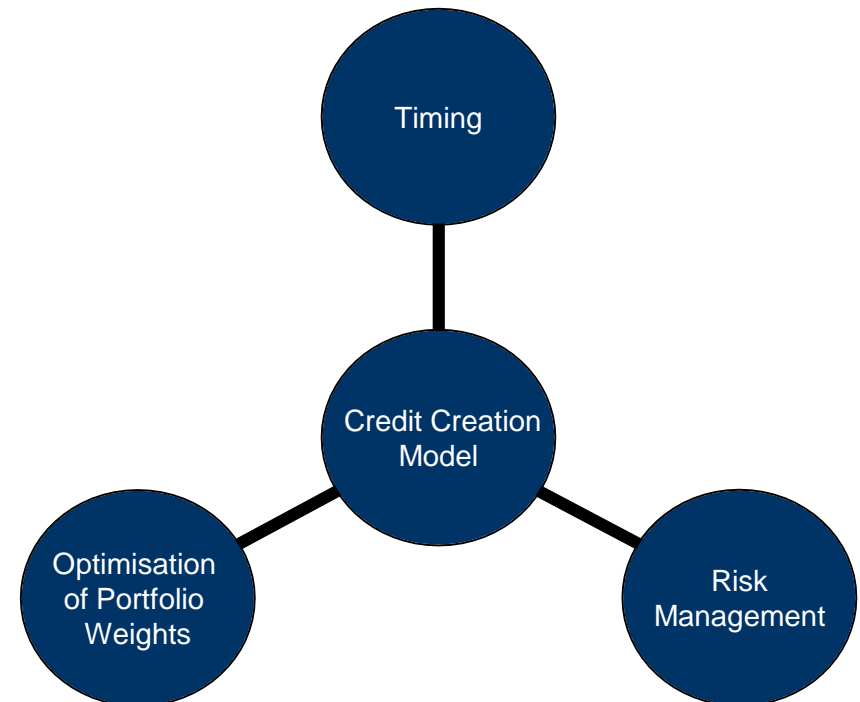 Timing
Credit Creation
Model
Optimisation
of Portfolio
Weights
Risk
Management